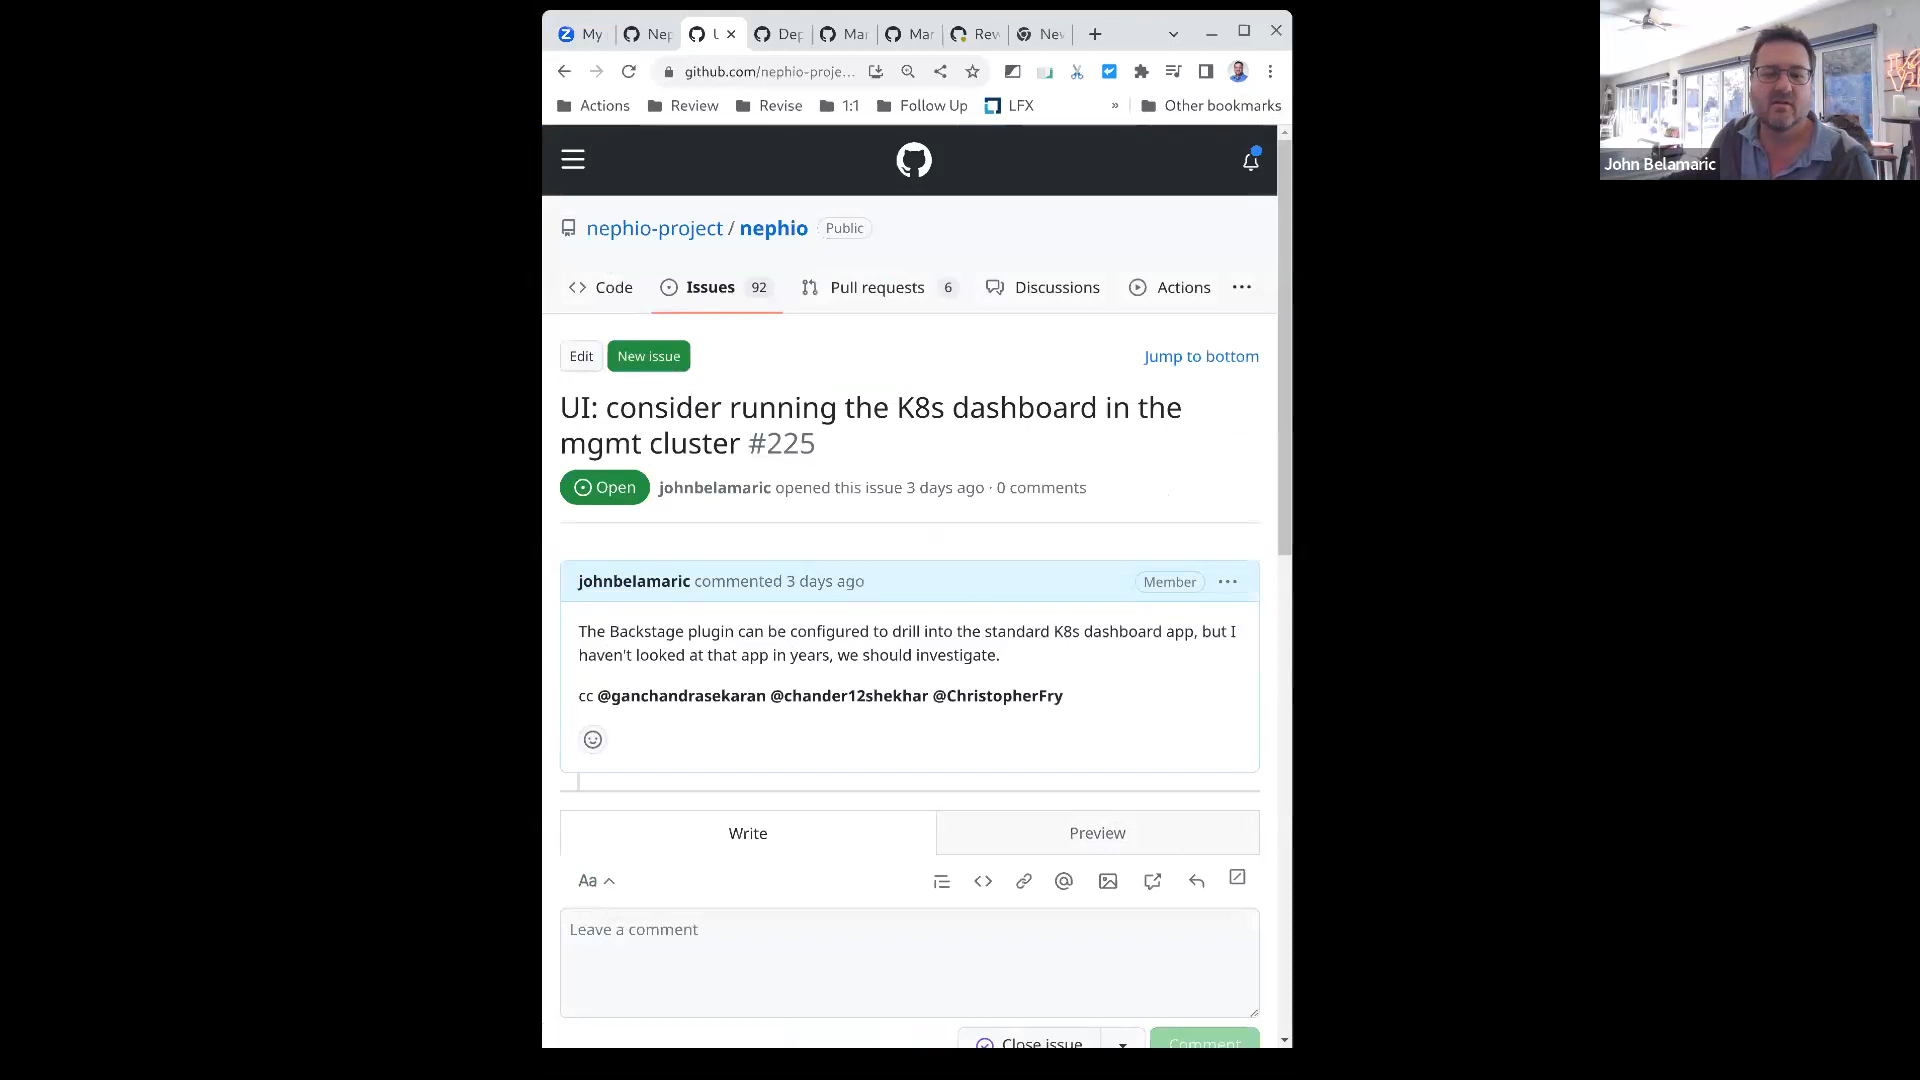 My
Nep
Dep
Mar
Mar
Rev
Nev
github.com/nephio-proje...
Actions
Review
Revise
1:1
Follow Up
LFX
»
Other bookmarks
nephio-project / nephio Public
Code
Issues 92
Pull requests 6
Discussions
Actions
Edit
New issue
Jump to bottom
UI: consider running the K8s dashboard in the
mgmt cluster #225
Open
johnbelamaric opened this issue 3 days ago · 0 comments
johnbelamaric commented 3 days ago
Member
The Backstage plugin can be configured to drill into the standard K8s dashboard app, but I
haven't looked at that app in years, we should investigate.
cc @ganchandrasekaran @chander12shekhar @ChristopherFry
Write
Preview
Aa
Leave a comment
Close issue
Comment
John Belamaric